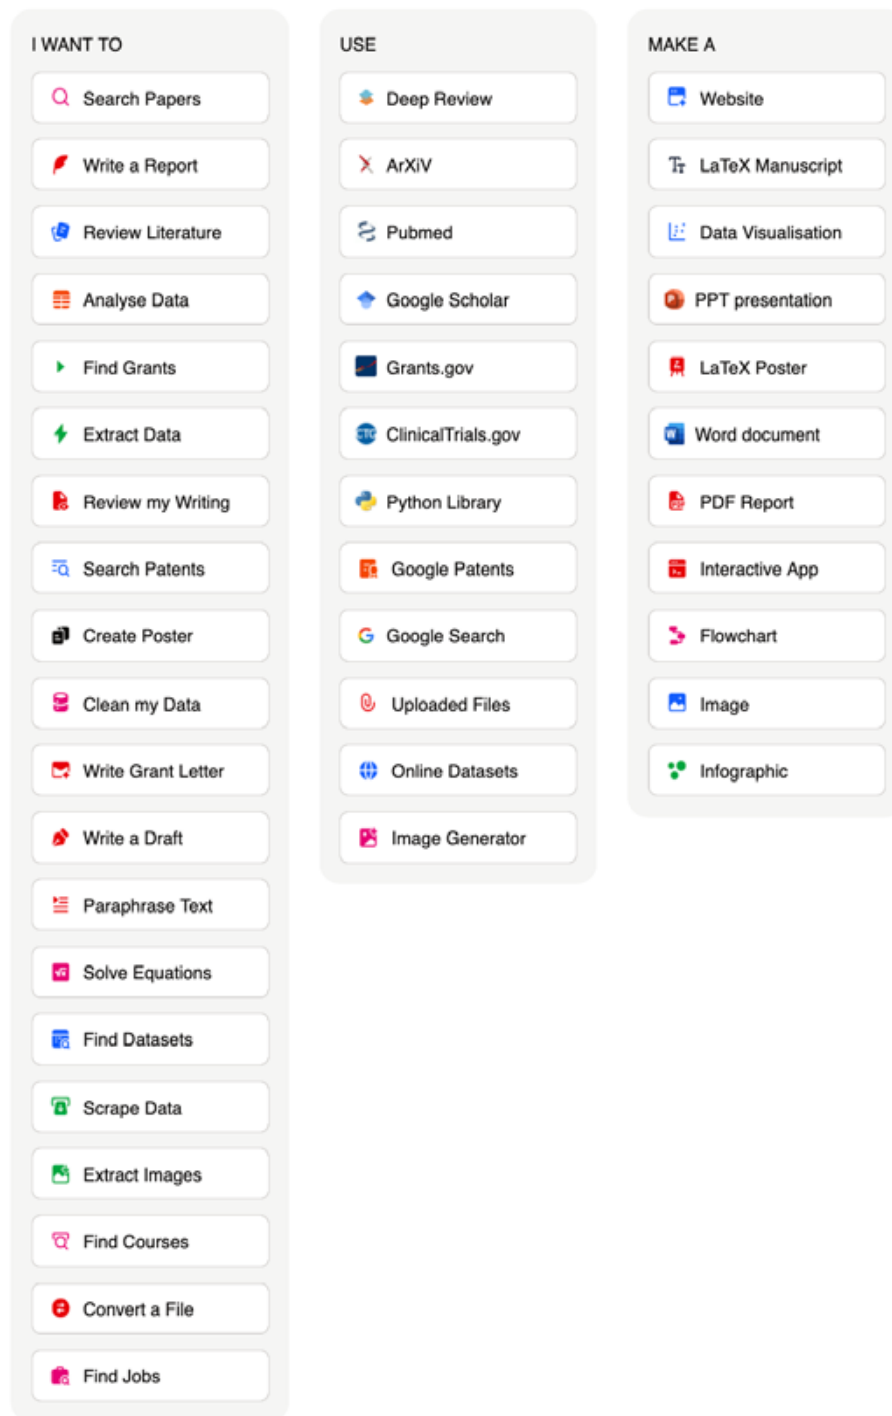 I WANT TO
Search Papers
Write a Report
Review Literature
Analyse Data
Find Grants
Extract Data
Review my Writing
Search Patents
Create Poster
Clean my Data
Write Grant Letter
Write a Draft
Paraphrase Text
Solve Equations
Find Datasets
Scrape Data
Extract Images
Find Courses
Convert a File
Find Jobs
USE
Deep Review
ArXiV
Pubmed
Google Scholar
Grants.gov
CTG ClinicalTrials.gov
Python Library
Google Patents
Google Search
Uploaded Files
Online Datasets
Image Generator
MAKE A
Website
LaTeX Manuscript
Data Visualisation
PPT presentation
LaTeX Poster
Word document
PDF Report
Interactive App
Flowchart
Image
Infographic